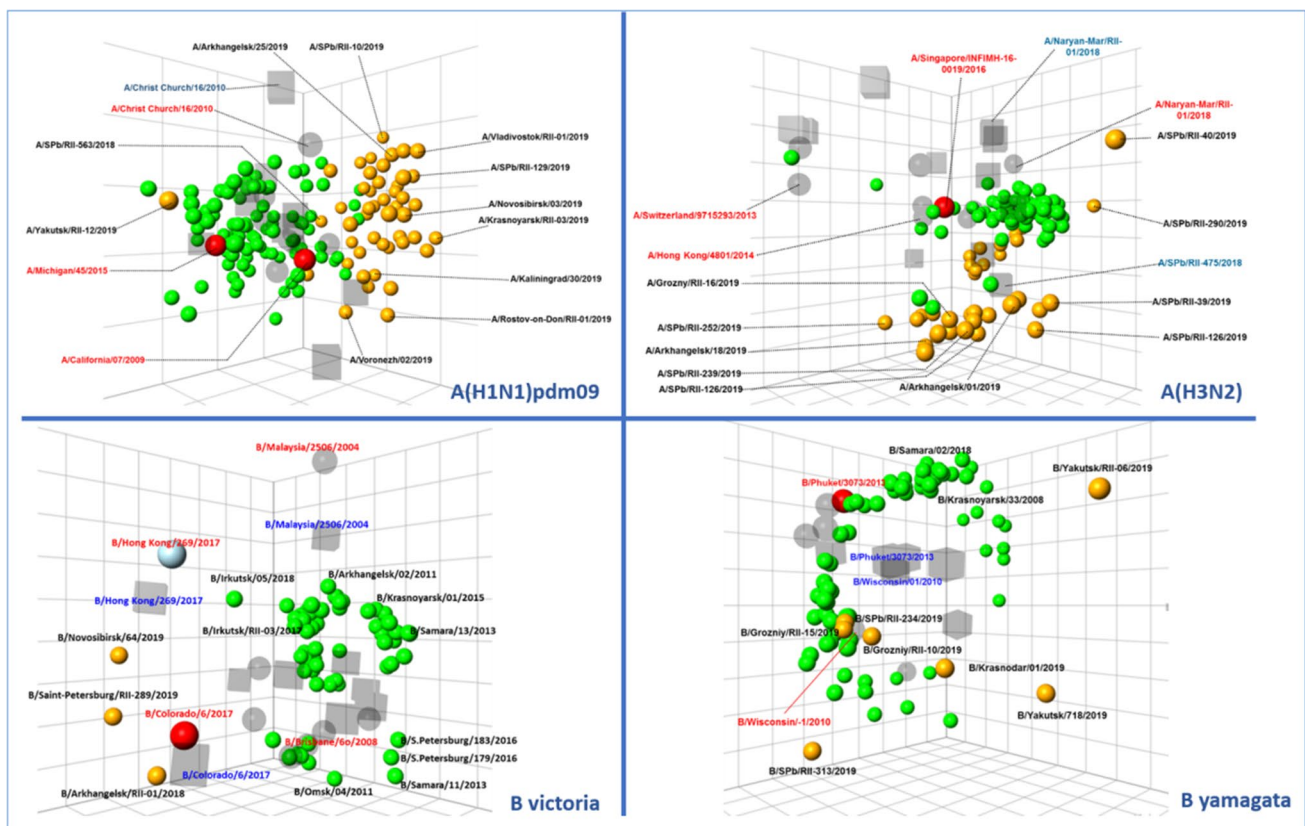 A/Arkhangelsk/25/2019
A/SPb/RII-10/2019
A/Christ Church/16/2010
A/Christ Church/16/2010
A/Vladivostok/RII-01/2019
A/SPb/RII-563/2018
A/SPb/RII-129/2019
A/Novosibirsk/03/2019
A/Krasnoyarsk/RII-03/2019
A/Yakutsk/RII-12/2019
A/Michigan/45/2015
A/Kaliningrad/30/2019
A/Rostov-on-Don/RII-01/2019
A/California/07/2009
A/Voronezh/02/2019
A(H1N1)pdm09
A/Naryan-Mar/RII-
01/2018
A/Singapore/INFIMH-16-
0019/2016
A/Naryan-Mar/RII-
01/2018
A/SPb/RII-40/2019
A/Switzerland/9715293/2013
A/SPb/RII-290/2019
A/Hong Kong/4801/2014
A/SPb/RII-475/2018
A/Grozny/RII-16/2019
A/SPb/RII-39/2019
A/SPb/RII-252/2019
A/SPb/RII-126/2019
A/Arkhangelsk/18/2019
A/SPb/RII-239/2019
A/SPb/RII-126/2019
A/Arkhangelsk/01/2019
A(H3N2)
B/Malaysia/2506/2004
B/Malaysia/2506/2004
B/Hong Kong/269/2017
B/Irkutsk/05/2018
B/Arkhangelsk/02/2011
B/Hong Kong/269/2017
B/Krasnoyarsk/01/2015
B/Novosibirsk/64/2019
B/Irkutsk/RII-03/2017
B/Samara/13/2013
B/Saint-Petersburg/RII-289/2019
B/Colorado/6/2017
B/Brisbane/6o/2008
B/S.Petersburg/183/2016
B/S.Petersburg/179/2016
B/Colorado/6/2017
B/Samara/11/2013
B/Arkhangelsk/RII-01/2018
B/Omsk/04/2011
B victoria
B/Samara/02/2018
B/Yakutsk/RII-06/2019
B/Phuket/3073/2013
B/Krasnoyarsk/33/2008
B/Phuket/3073/2013
B/Wisconsin/01/2010
B/SPb/RII-234/2019
B/Grozniy/RII-15/2019
B/Grozniy/RII-10/2019
B/Krasnodar/01/2019
B/Wisconsin/-1/2010
B/Yakutsk/718/2019
B/SPb/RII-313/2019
B yamagata